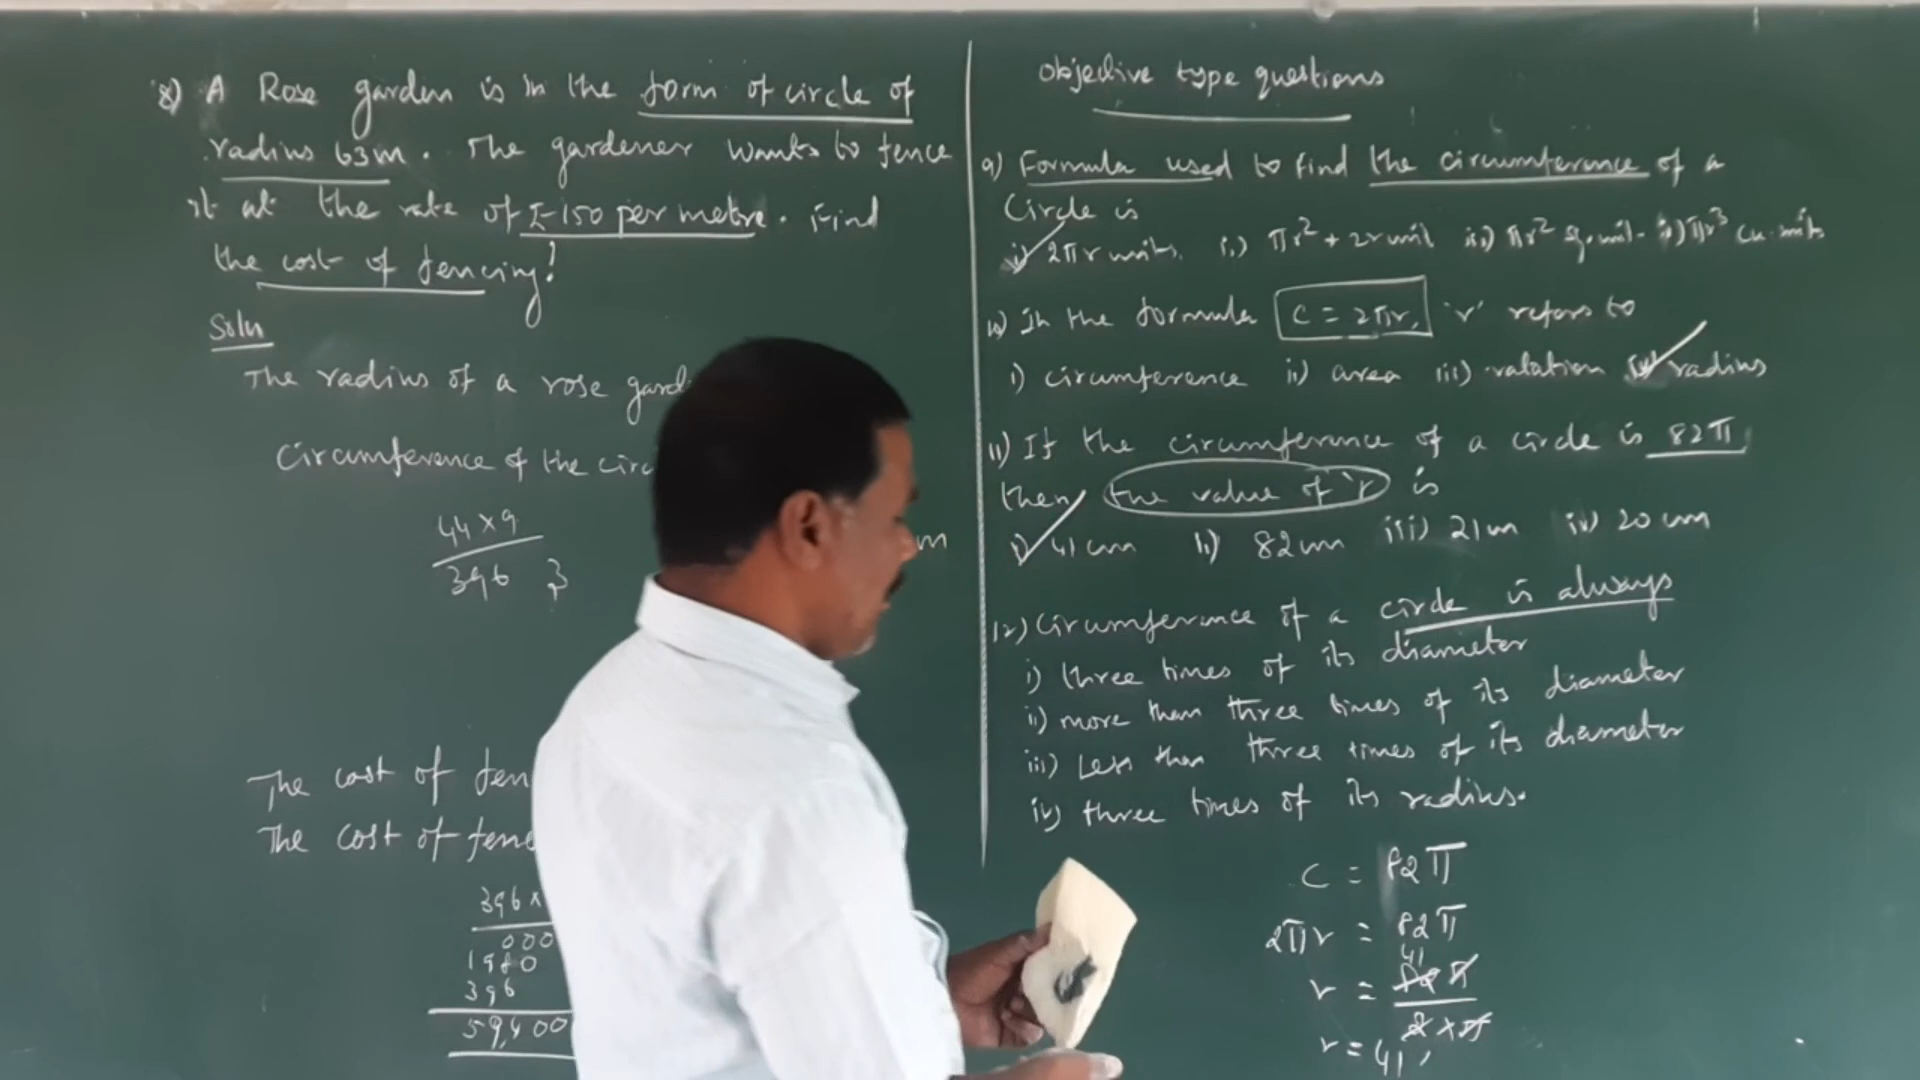 8) A Rose garden is in the form of circle of
radius 63m. The gardener wants to fence
it at the rate of ₹150 per metre. Find
the cost of fencing!
Soln
The radius of a rose gard
Circumference of the circ
44×9
396
m
The cost of fen
The cost of fenc
396×
000
1980
396
59,400
objective type questions
9) Formula used to find the circumference of a
Circle is
i) 2πr units. ii) πr² + 2r unit iii) πr² sq.unit. iv) πr³ cu.units
10) In the formula C = 2πr, 'r' refers to
i) circumference ii) area iii) ratation iv) radius
11) If the circumference of a circle is 82π
then the value of 'r' is
i) 41 cm ii) 82cm iii) 21cm iv) 20 cm
12) Circumference of a circle is always
i) three times of its diameter
ii) more than three times of its diameter
iii) Less than three times of its diameter
iv) three times of its radius.
C = 82π
2πr = 82π
41
r = 82π
2×π
r = 41